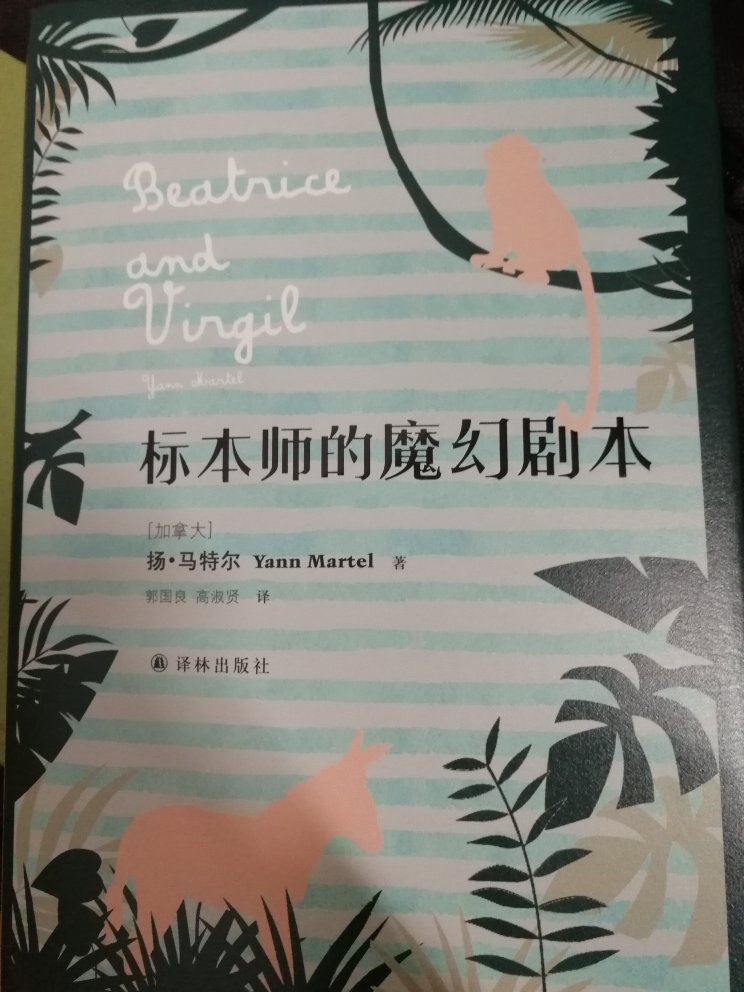 Beatrice
and
Virgil
Yann Martel
标本师的魔幻剧本
[加拿大]
扬·马特尔 Yann Martel 著
郭国良 高淑贤 译
译林出版社